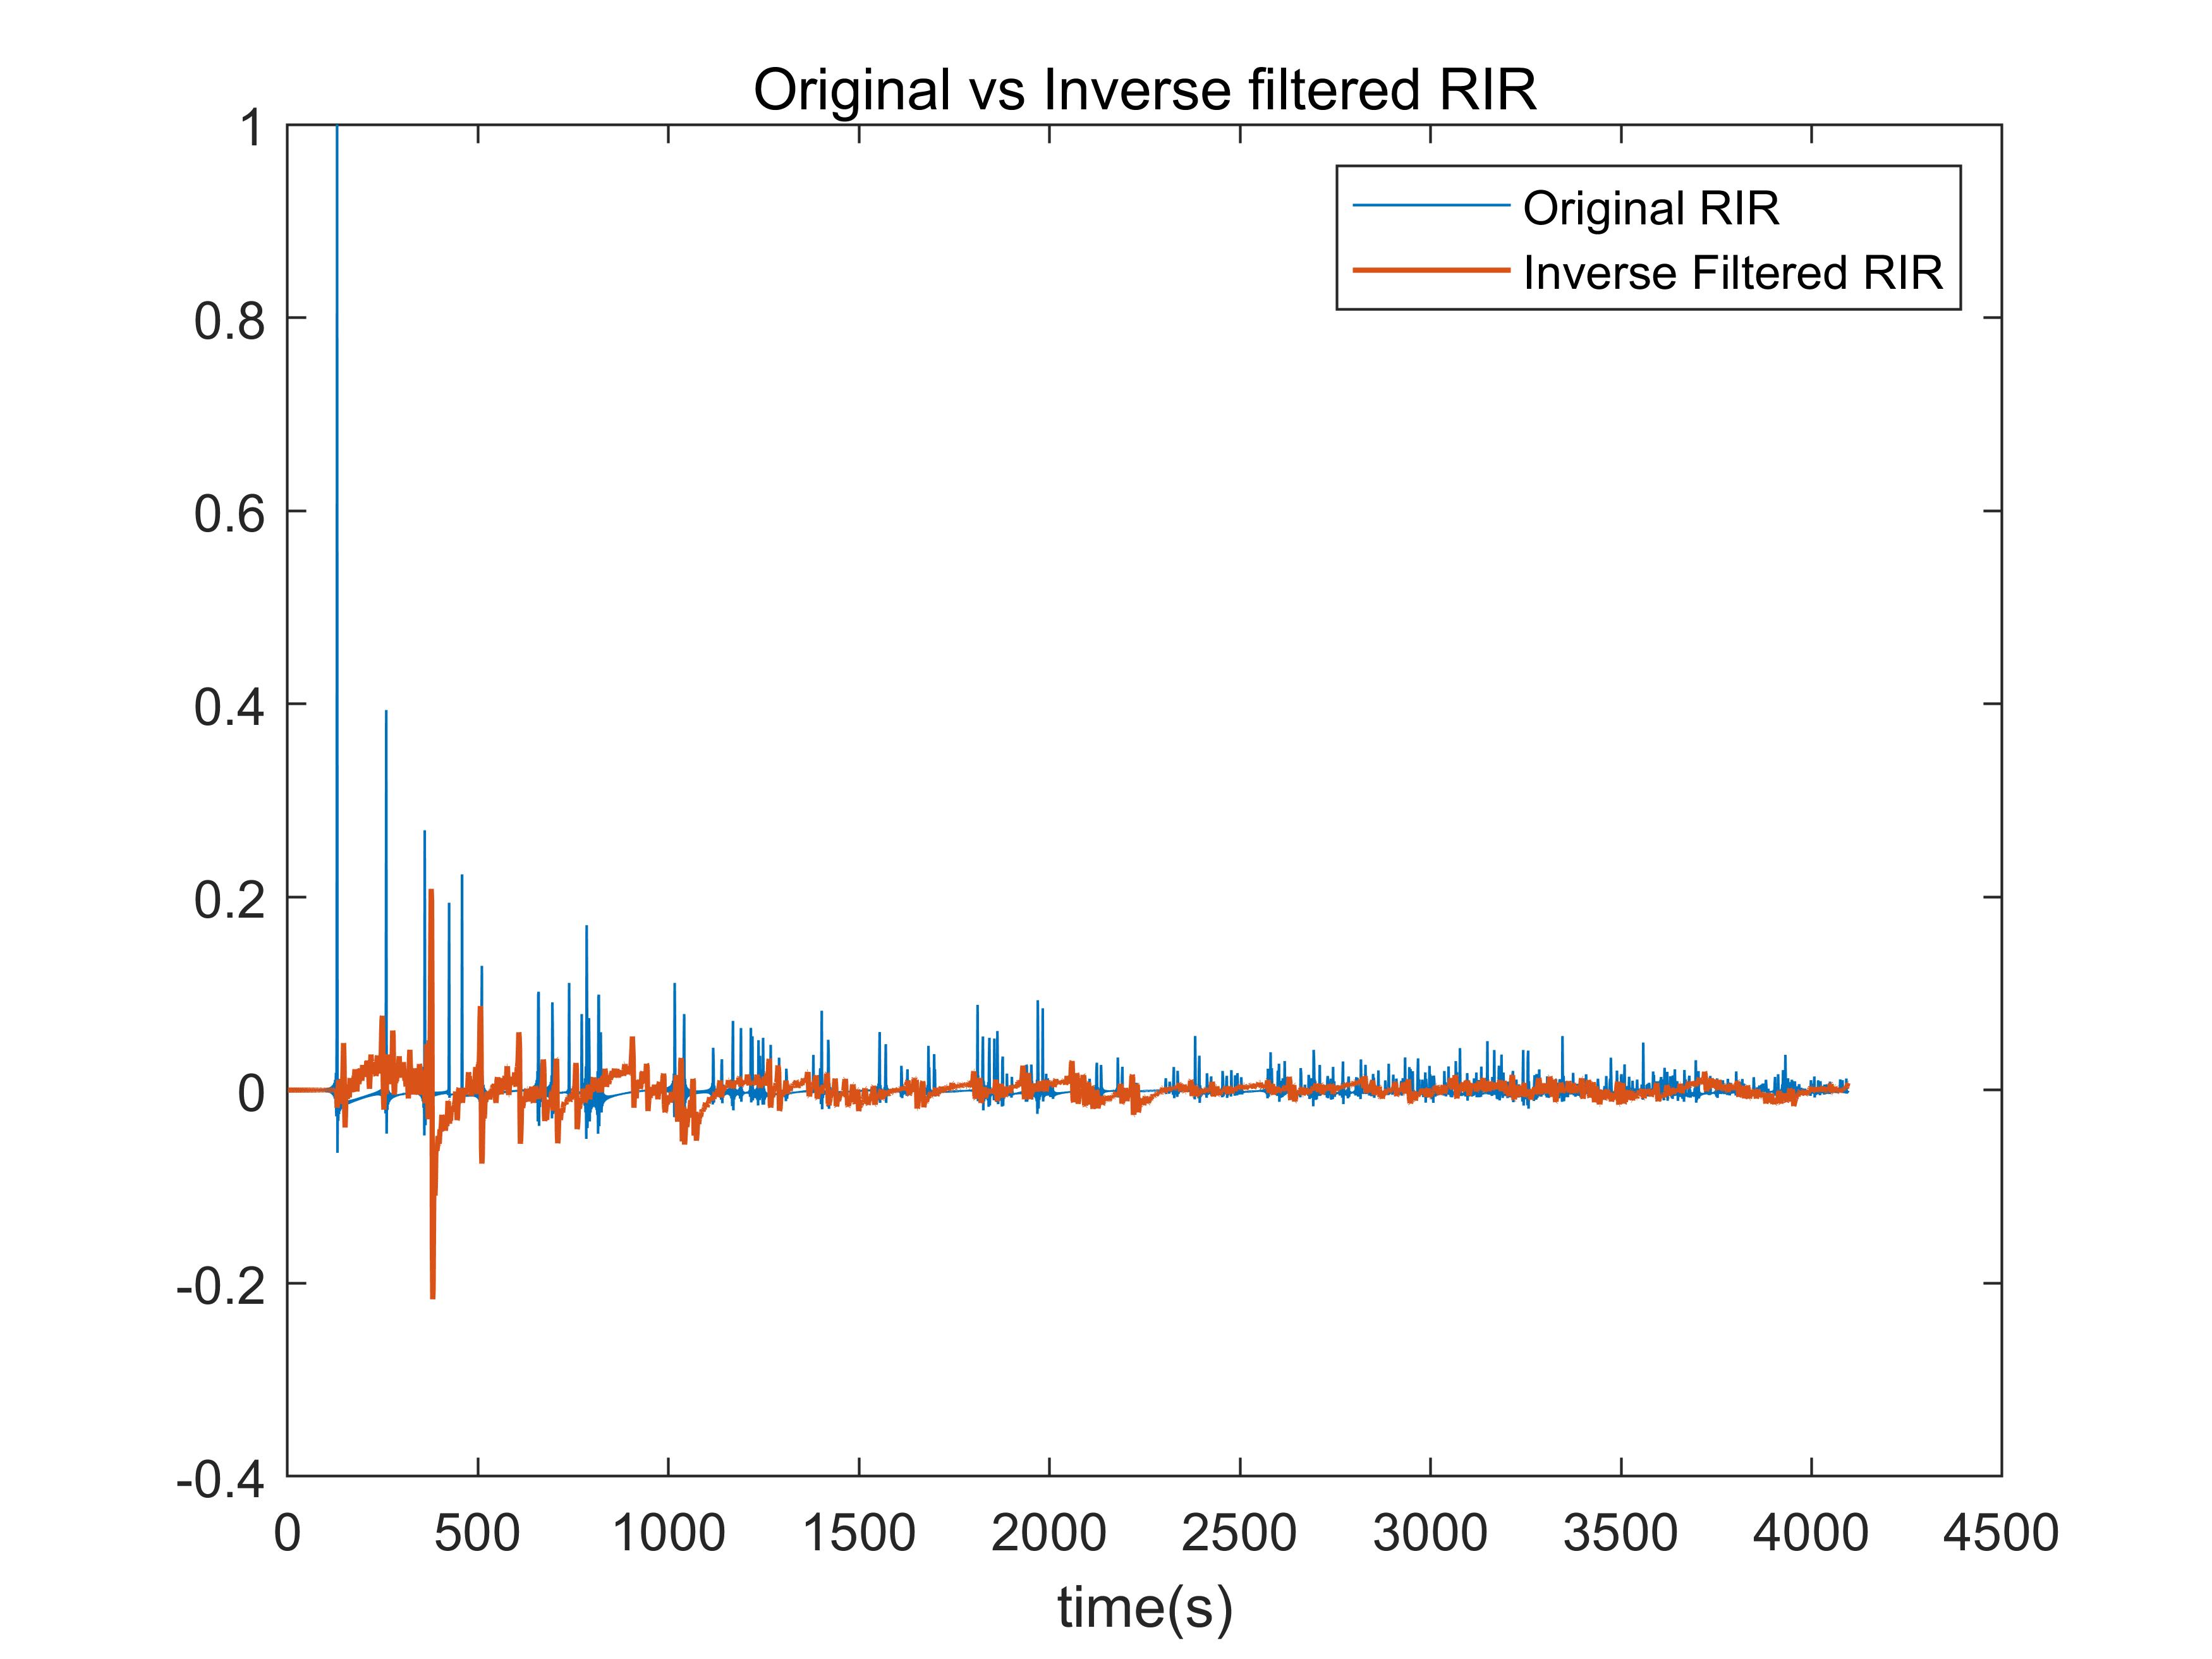 Original vs Inverse filtered RIR
1
0.8
0.6
0.4
0.2
0
-0.2
-0.4
Original RIR
Inverse Filtered RIR
0 500 1000 1500 2000 2500 3000 3500 4000 4500
time(s)